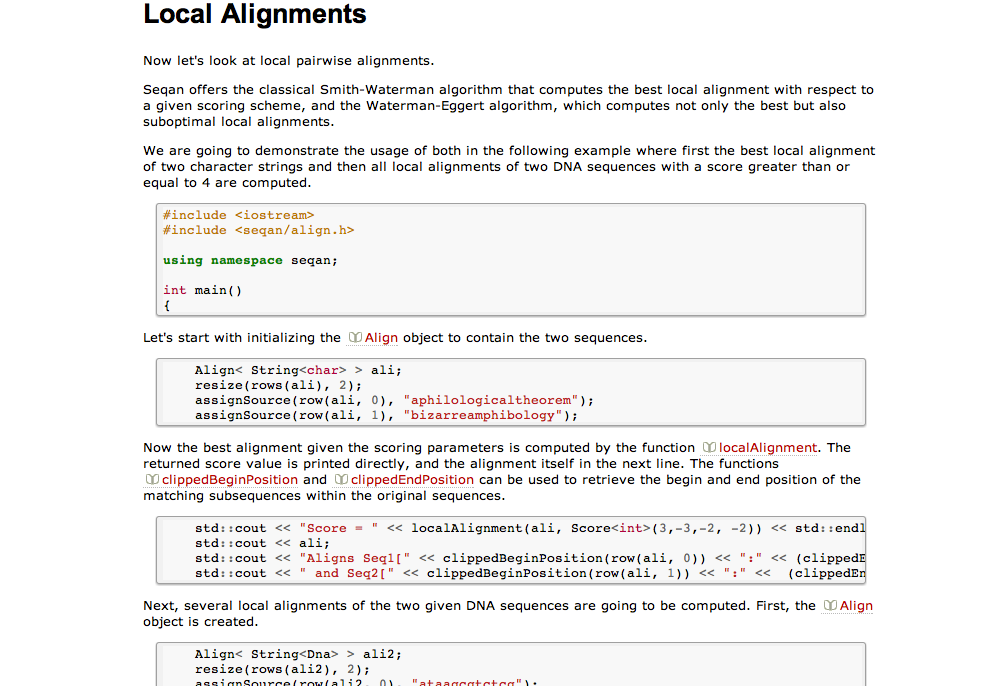 Local Alignments
Now let's look at local pairwise alignments.
Seqan offers the classical Smith-Waterman algorithm that computes the best local alignment with respect to
a given scoring scheme, and the Waterman-Eggert algorithm, which computes not only the best but also
suboptimal local alignments.
We are going to demonstrate the usage of both in the following example where first the best local alignment
of two character strings and then all local alignments of two DNA sequences with a score greater than or
equal to 4 are computed.
#include <iostream>
#include <seqan/align.h>
using namespace seqan;
int main()
{
Let's start with initializing the Align object to contain the two sequences.
Align< String<char> > ali;
resize(rows(ali), 2);
assignSource(row(ali, 0), "aphilologicaltheorem");
assignSource(row(ali, 1), "bizarreamphibology");
Now the best alignment given the scoring parameters is computed by the function localAlignment. The
returned score value is printed directly, and the alignment itself in the next line. The functions
clippedBeginPosition and clippedEndPosition can be used to retrieve the begin and end position of the
matching subsequences within the original sequences.
std::cout << "Score = " << localAlignment(ali, Score<int>(3,-3,-2, -2)) << std::endl
std::cout << ali;
std::cout << "Aligns Seq1[" << clippedBeginPosition(row(ali, 0)) << ":" << (clippedE
std::cout << " and Seq2[" << clippedBeginPosition(row(ali, 1)) << ":" <<  (clippedEn
Next, several local alignments of the two given DNA sequences are going to be computed. First, the Align
object is created.
Align< String<Dna> > ali2;
resize(rows(ali2), 2);
assignSource(row(ali2, 0), "ataagcgtctcg");